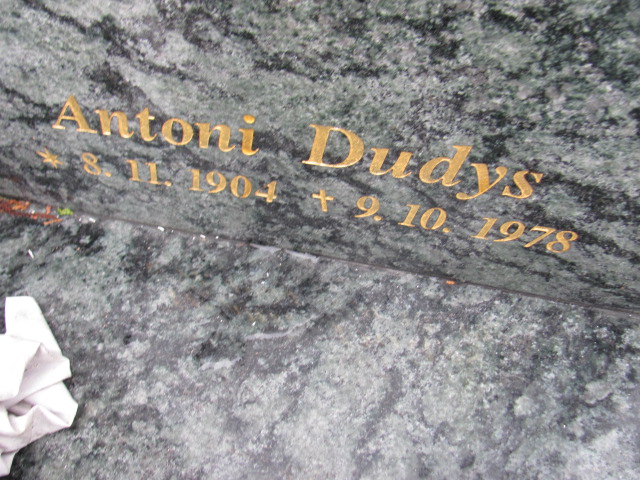 Antoni Dudys
* 8. 11. 1904 † 9. 10. 1978